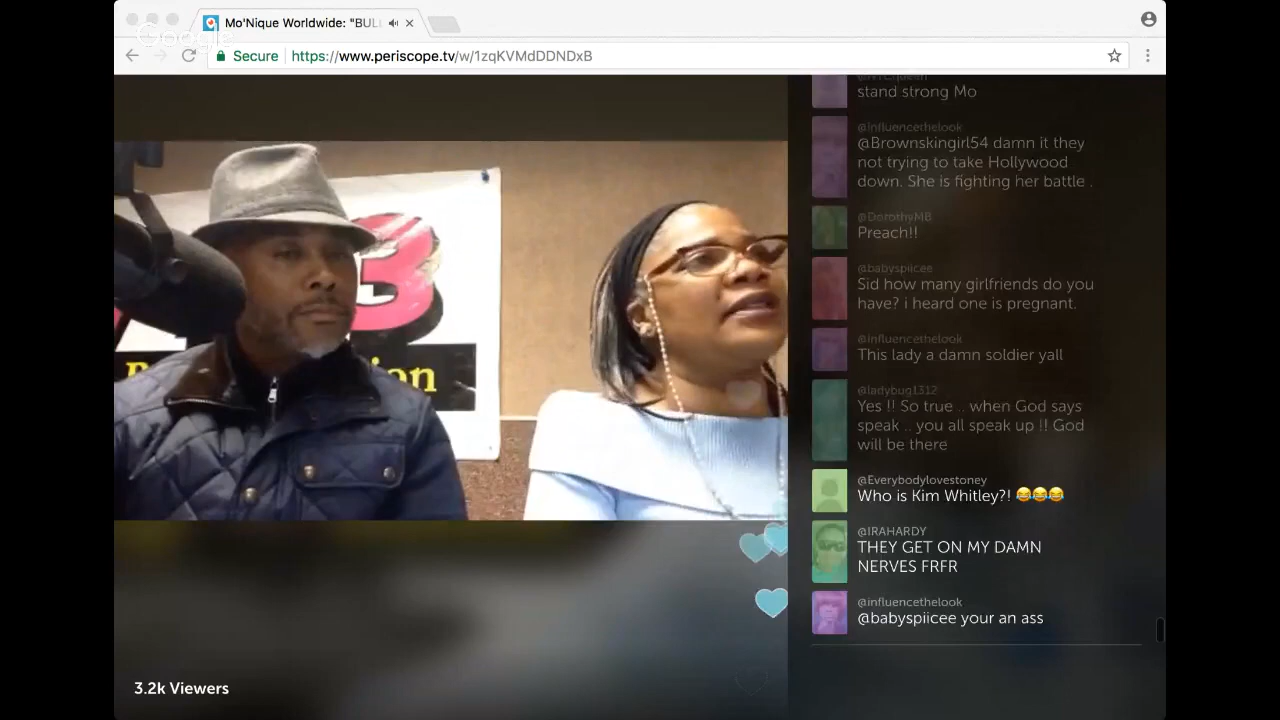 Mo'Nique Worldwide: "BUL
Google
Secure
https://www.periscope.tv/w/1zqKVMdDDNDxB
stand strong Mo
@influencethelook
@Brownskingirl54 damn it they
not trying to take Hollywood
down. She is fighting her battle .
@DorothyMB
Preach!!
@babyspiicee
Sid how many girlfriends do you
have? i heard one is pregnant.
@influencethelook
This lady a damn soldier yall
@ladybug1312
Yes !! So true .. when God says
speak .. you all speak up !! God
will be there
@Everybodylovestoney
Who is Kim Whitley?! 😂😂😂
@IRAHARDY
THEY GET ON MY DAMN
NERVES FRFR
@influencethelook
@babyspiicee your an ass
3
3.2k Viewers